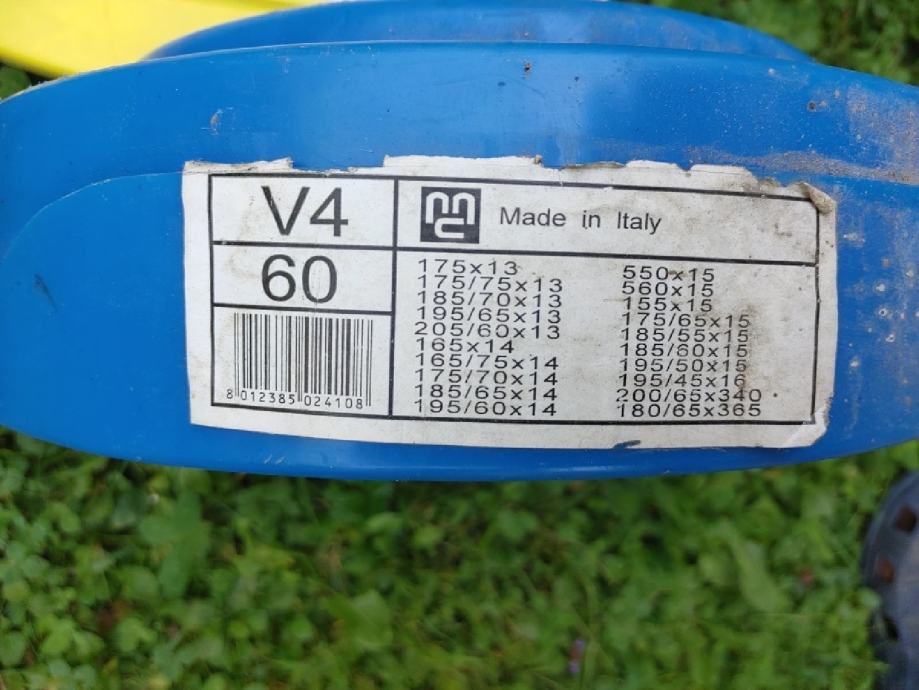 V4
Made in Italy
60
175x13
175/75x13
185/70x13
195/65x13
205/60x13
165x14
165/75x14
175/70x14
185/65x14
195/60x14
550x15
560x15
155x15
175/65x15
185/55x15
185/60x15
195/50x15
195/45x16
200/65x340
180/65x365
8 012385 024108